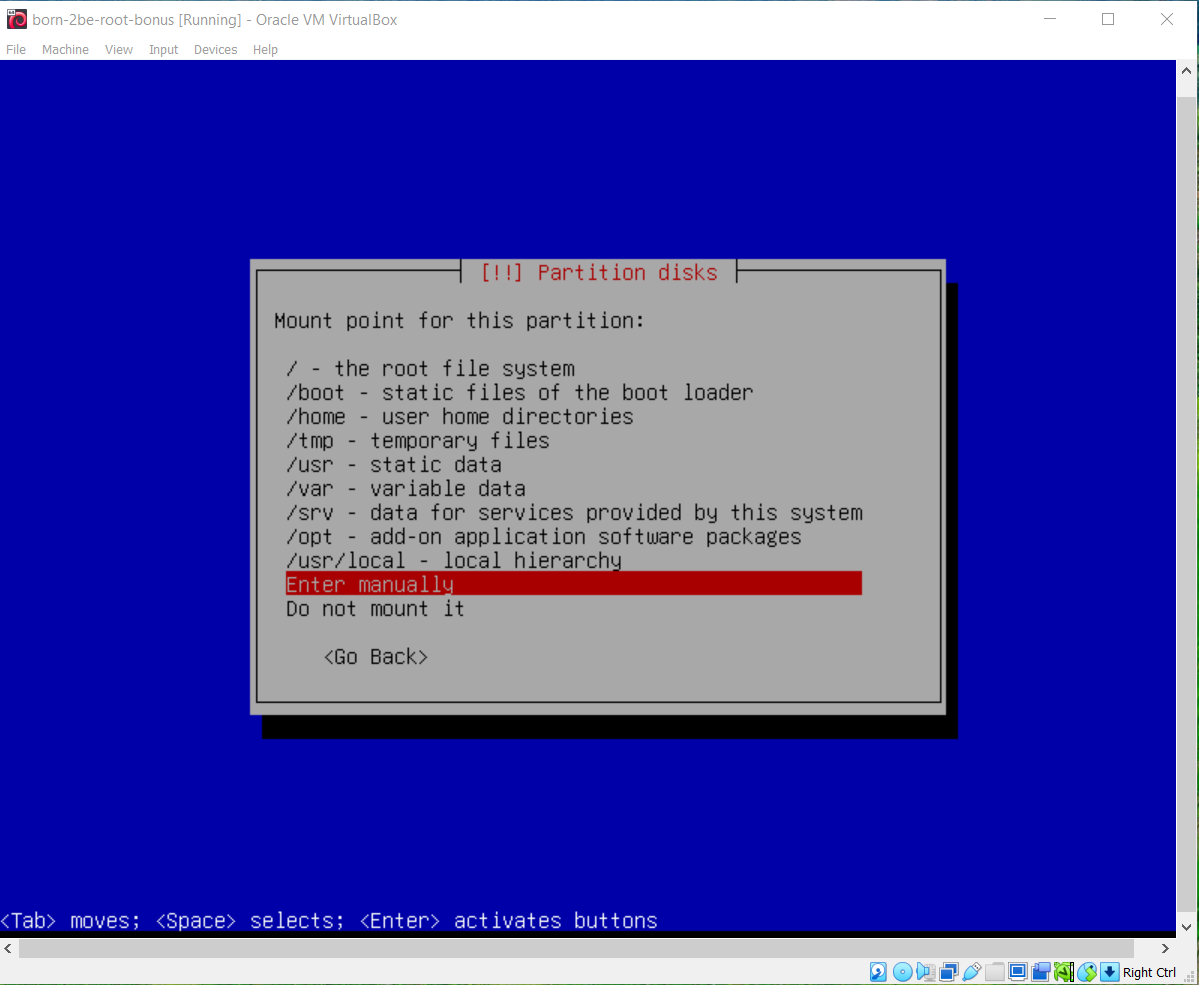 born-2be-root-bonus [Running] - Oracle VM VirtualBox
File Machine View Input Devices Help
[!!] Partition disks
Mount point for this partition:
/ - the root file system
/boot - static files of the boot loader
/home - user home directories
/tmp - temporary files
/usr - static data
/var - variable data
/srv - data for services provided by this system
/opt - add-on application software packages
/usr/local - local hierarchy
Enter manually
Do not mount it
<Go Back>
<Tab> moves; <Space> selects; <Enter> activates buttons
Right Ctrl